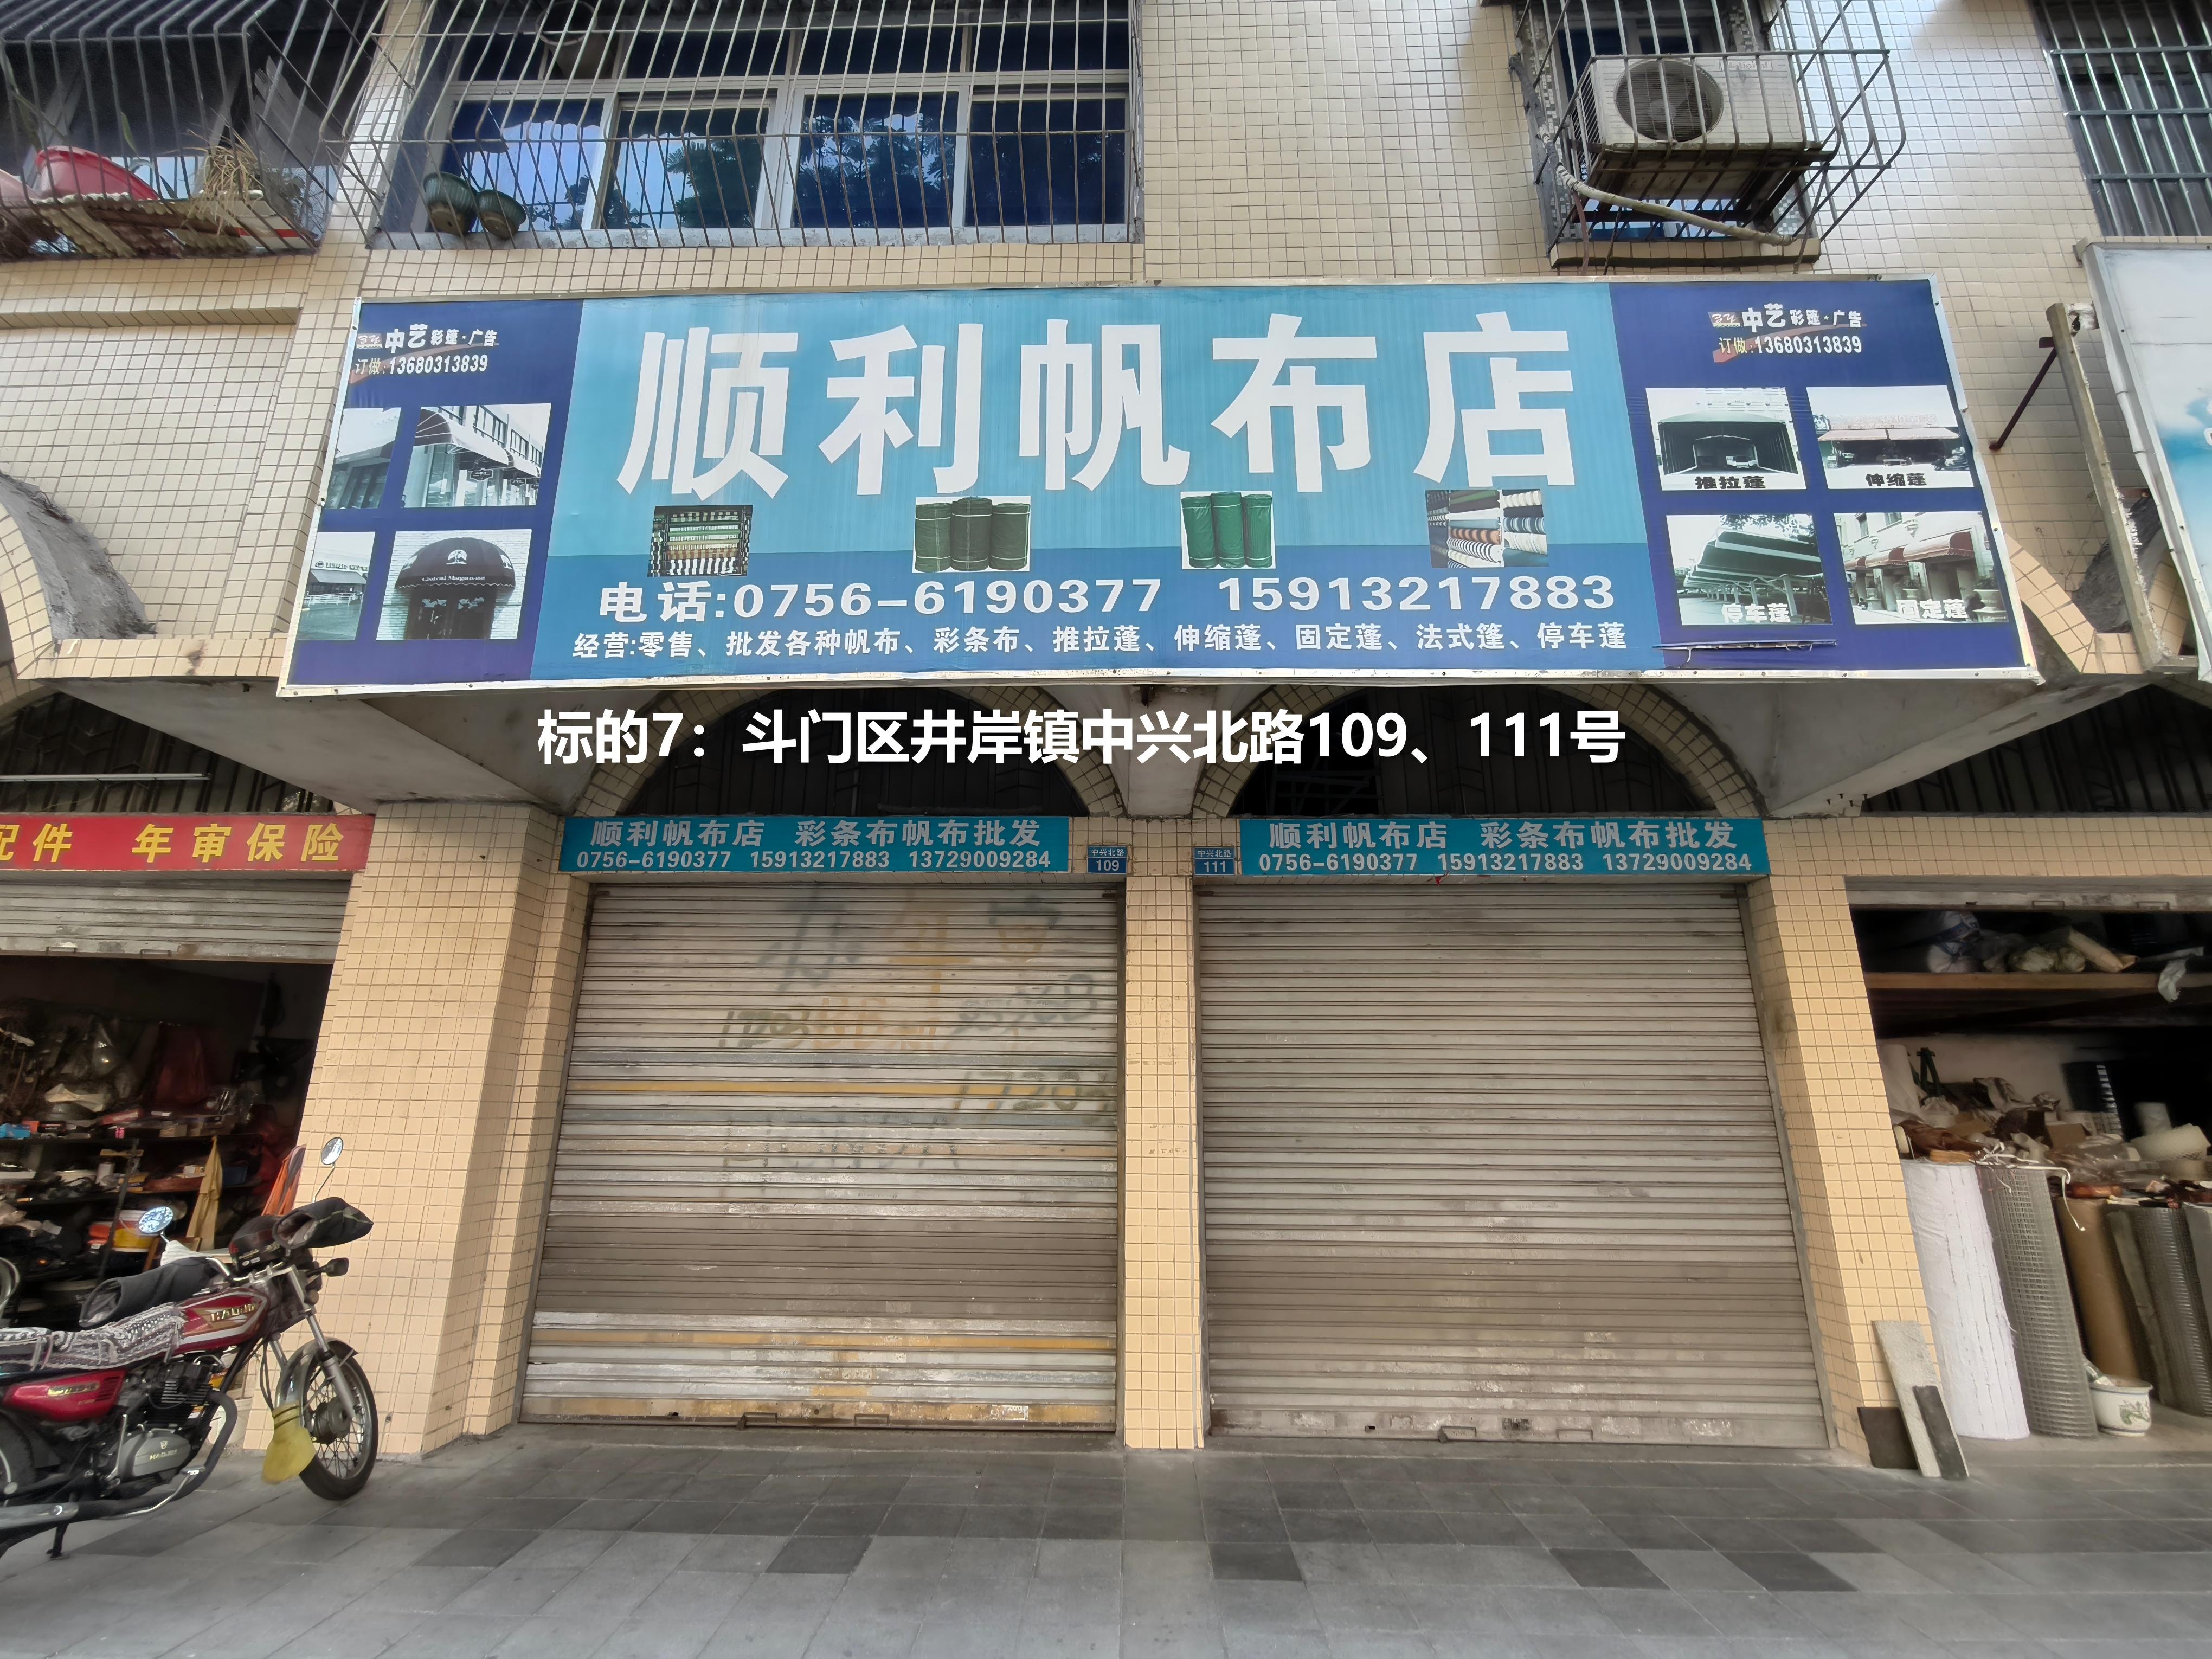 中艺彩篷·广告
订做:13680313839
顺利帆布店
中艺彩篷·广告
订做:13680313839
推拉蓬
伸缩蓬
停车蓬
固定蓬
电话:0756-6190377 15913217883
经营:零售、批发各种帆布、彩条布、推拉蓬、伸缩蓬、固定蓬、法式篷、停车蓬
标的7：斗门区井岸镇中兴北路109、111号
配件 年审保险
顺利帆布店 彩条布帆布批发
0756-6190377 15913217883 13729009284
中兴北路
109
中兴北路
111
顺利帆布店 彩条布帆布批发
0756-6190377 15913217883 13729009284